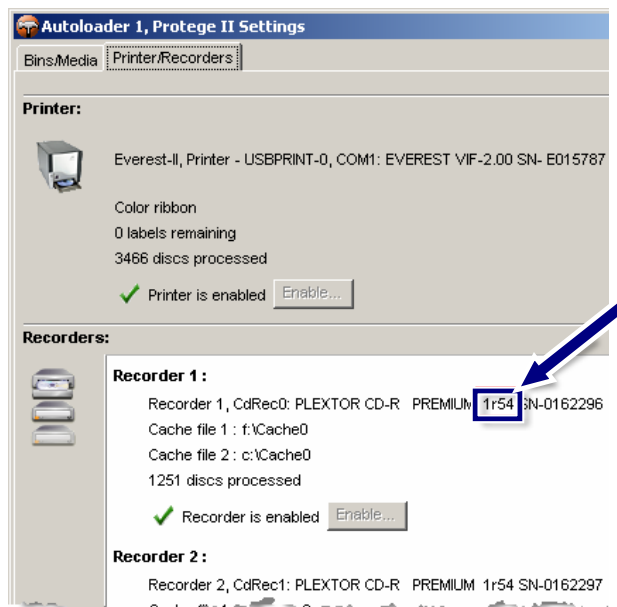 Autoloader 1, Protege II Settings
Bins/Media Printer/Recorders
Printer:
Everest-II, Printer - USBPRINT-0, COM1: EVEREST VIF-2.00 SN- E015787
Color ribbon
0 labels remaining
3466 discs processed
Printer is enabled Enable...
Recorders:
Recorder 1 :
Recorder 1, CdRec0: PLEXTOR CD-R PREMIUM 1r54 SN-0162296
Cache file 1 : f:\Cache0
Cache file 2 : c:\Cache0
1251 discs processed
Recorder is enabled Enable...
Recorder 2 :
Recorder 2, CdRec1: PLEXTOR CD-R PREMIUM 1r54 SN-0162297